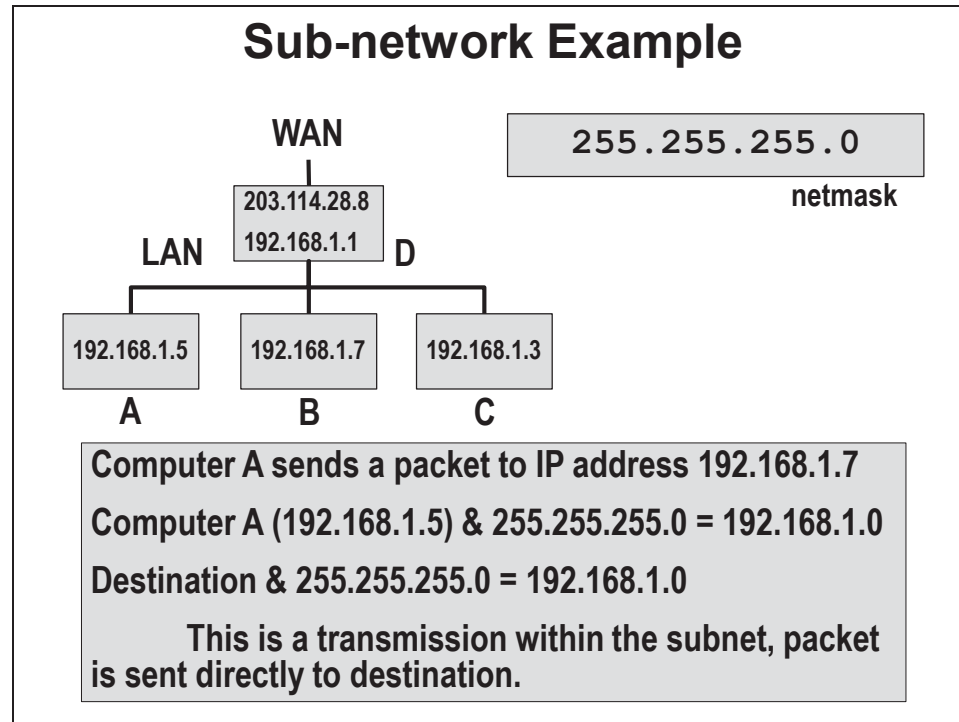 Sub-network Example
WAN
255.255.255.0
netmask
203.114.28.8
192.168.1.1
LAN
D
192.168.1.5
192.168.1.7
192.168.1.3
A
B
C
Computer A sends a packet to IP address 192.168.1.7
Computer A (192.168.1.5) & 255.255.255.0 = 192.168.1.0
Destination & 255.255.255.0 = 192.168.1.0
This is a transmission within the subnet, packet
is sent directly to destination.